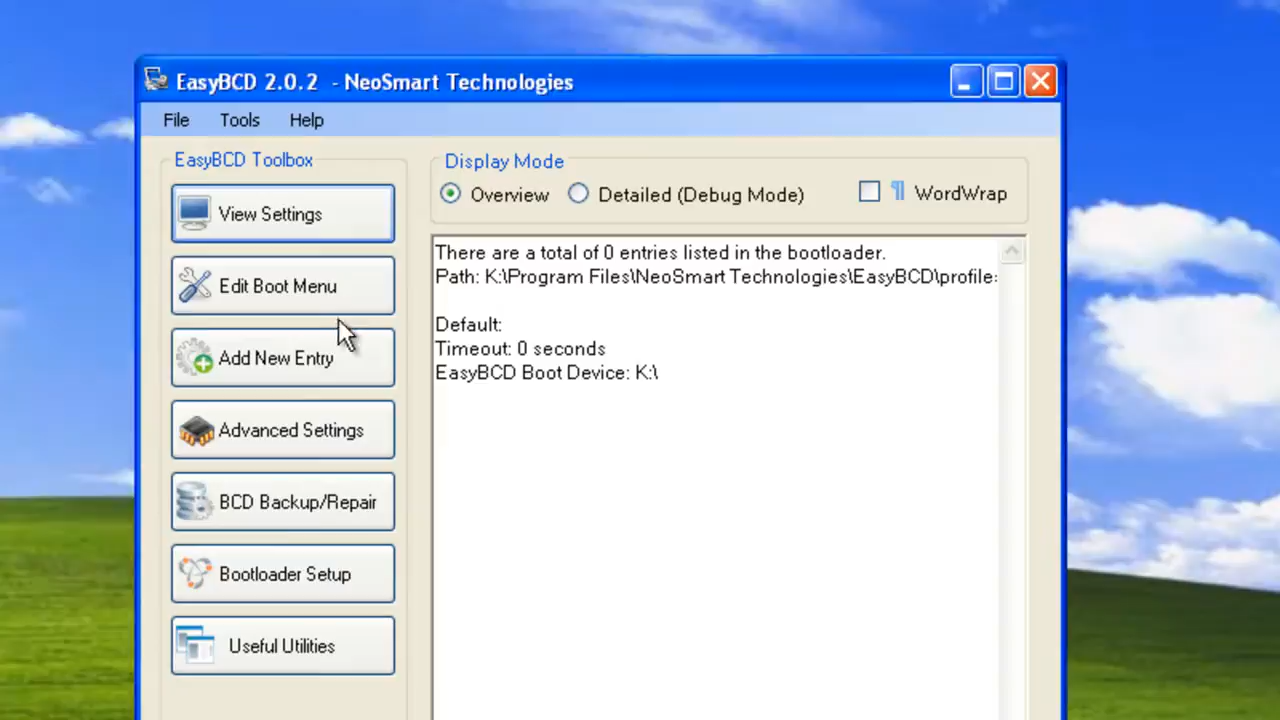 EasyBCD 2.0.2 - NeoSmart Technologies
File Tools Help
EasyBCD Toolbox
View Settings
Edit Boot Menu
Add New Entry
Advanced Settings
BCD Backup/Repair
Bootloader Setup
Useful Utilities
Display Mode
Overview Detailed (Debug Mode) ¶ WordWrap
There are a total of 0 entries listed in the bootloader.
Path: K:\Program Files\NeoSmart Technologies\EasyBCD\profile
Default:
Timeout: 0 seconds
EasyBCD Boot Device: K:\